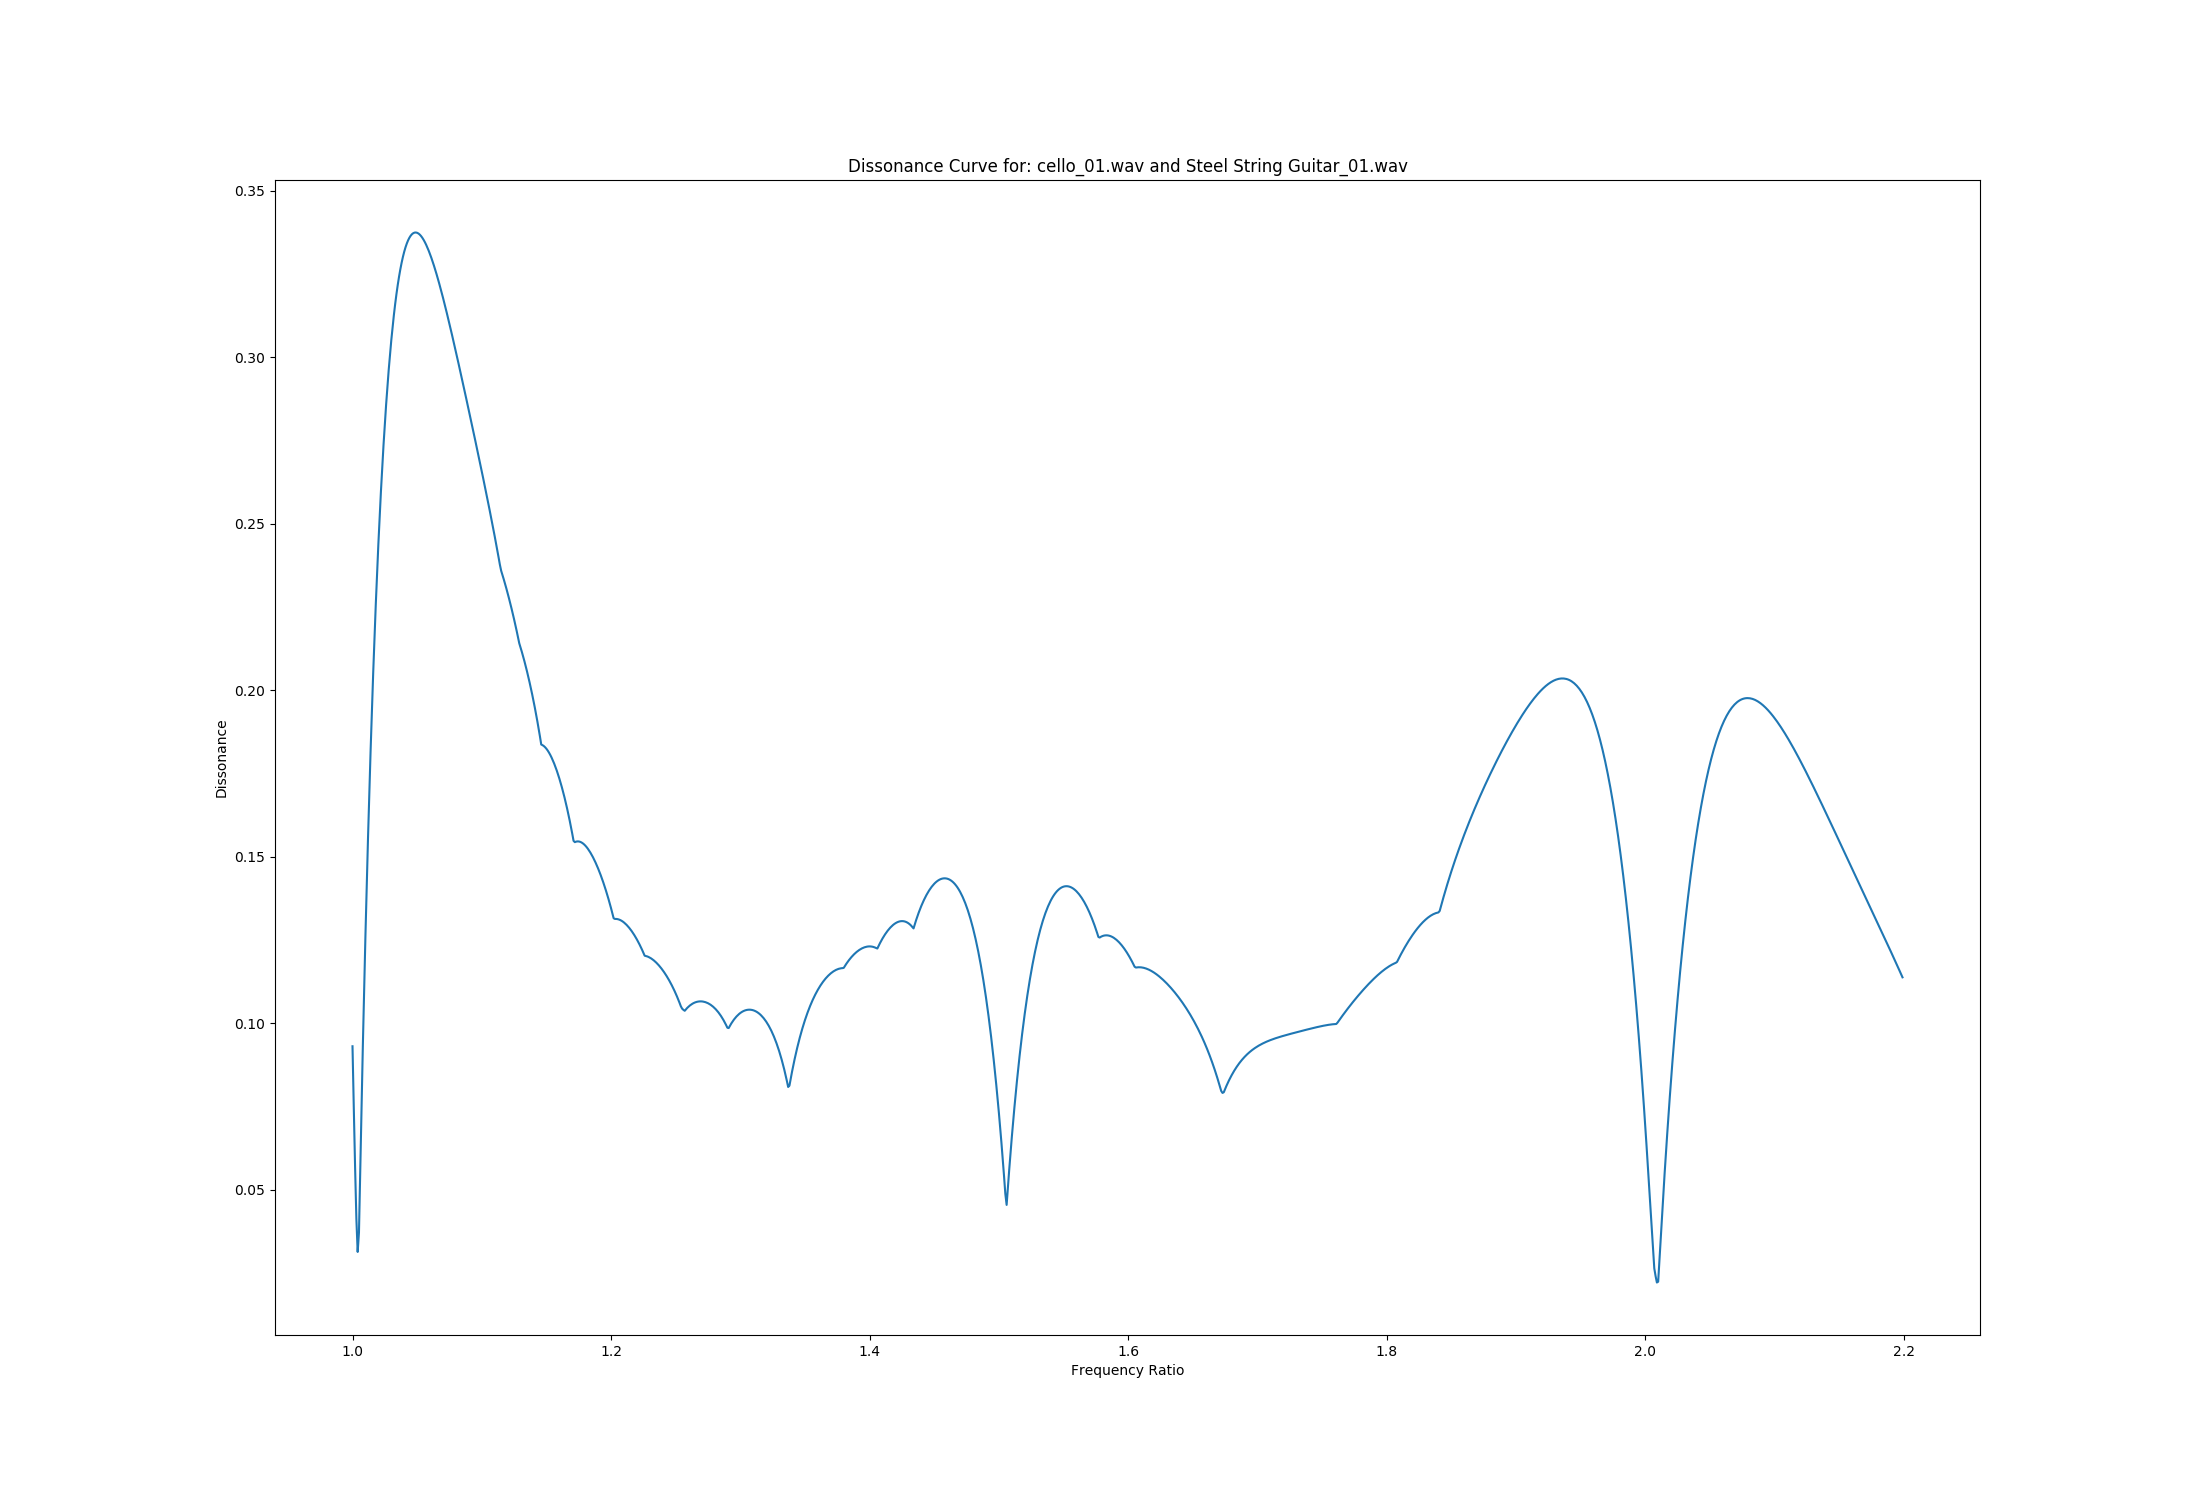 Dissonance Curve for: cello_01.wav and Steel String Guitar_01.wav
0.35
0.30
0.25
0.20
0.15
0.10
0.05
Dissonance
1.0 1.2 1.4 1.6 1.8 2.0 2.2
Frequency Ratio